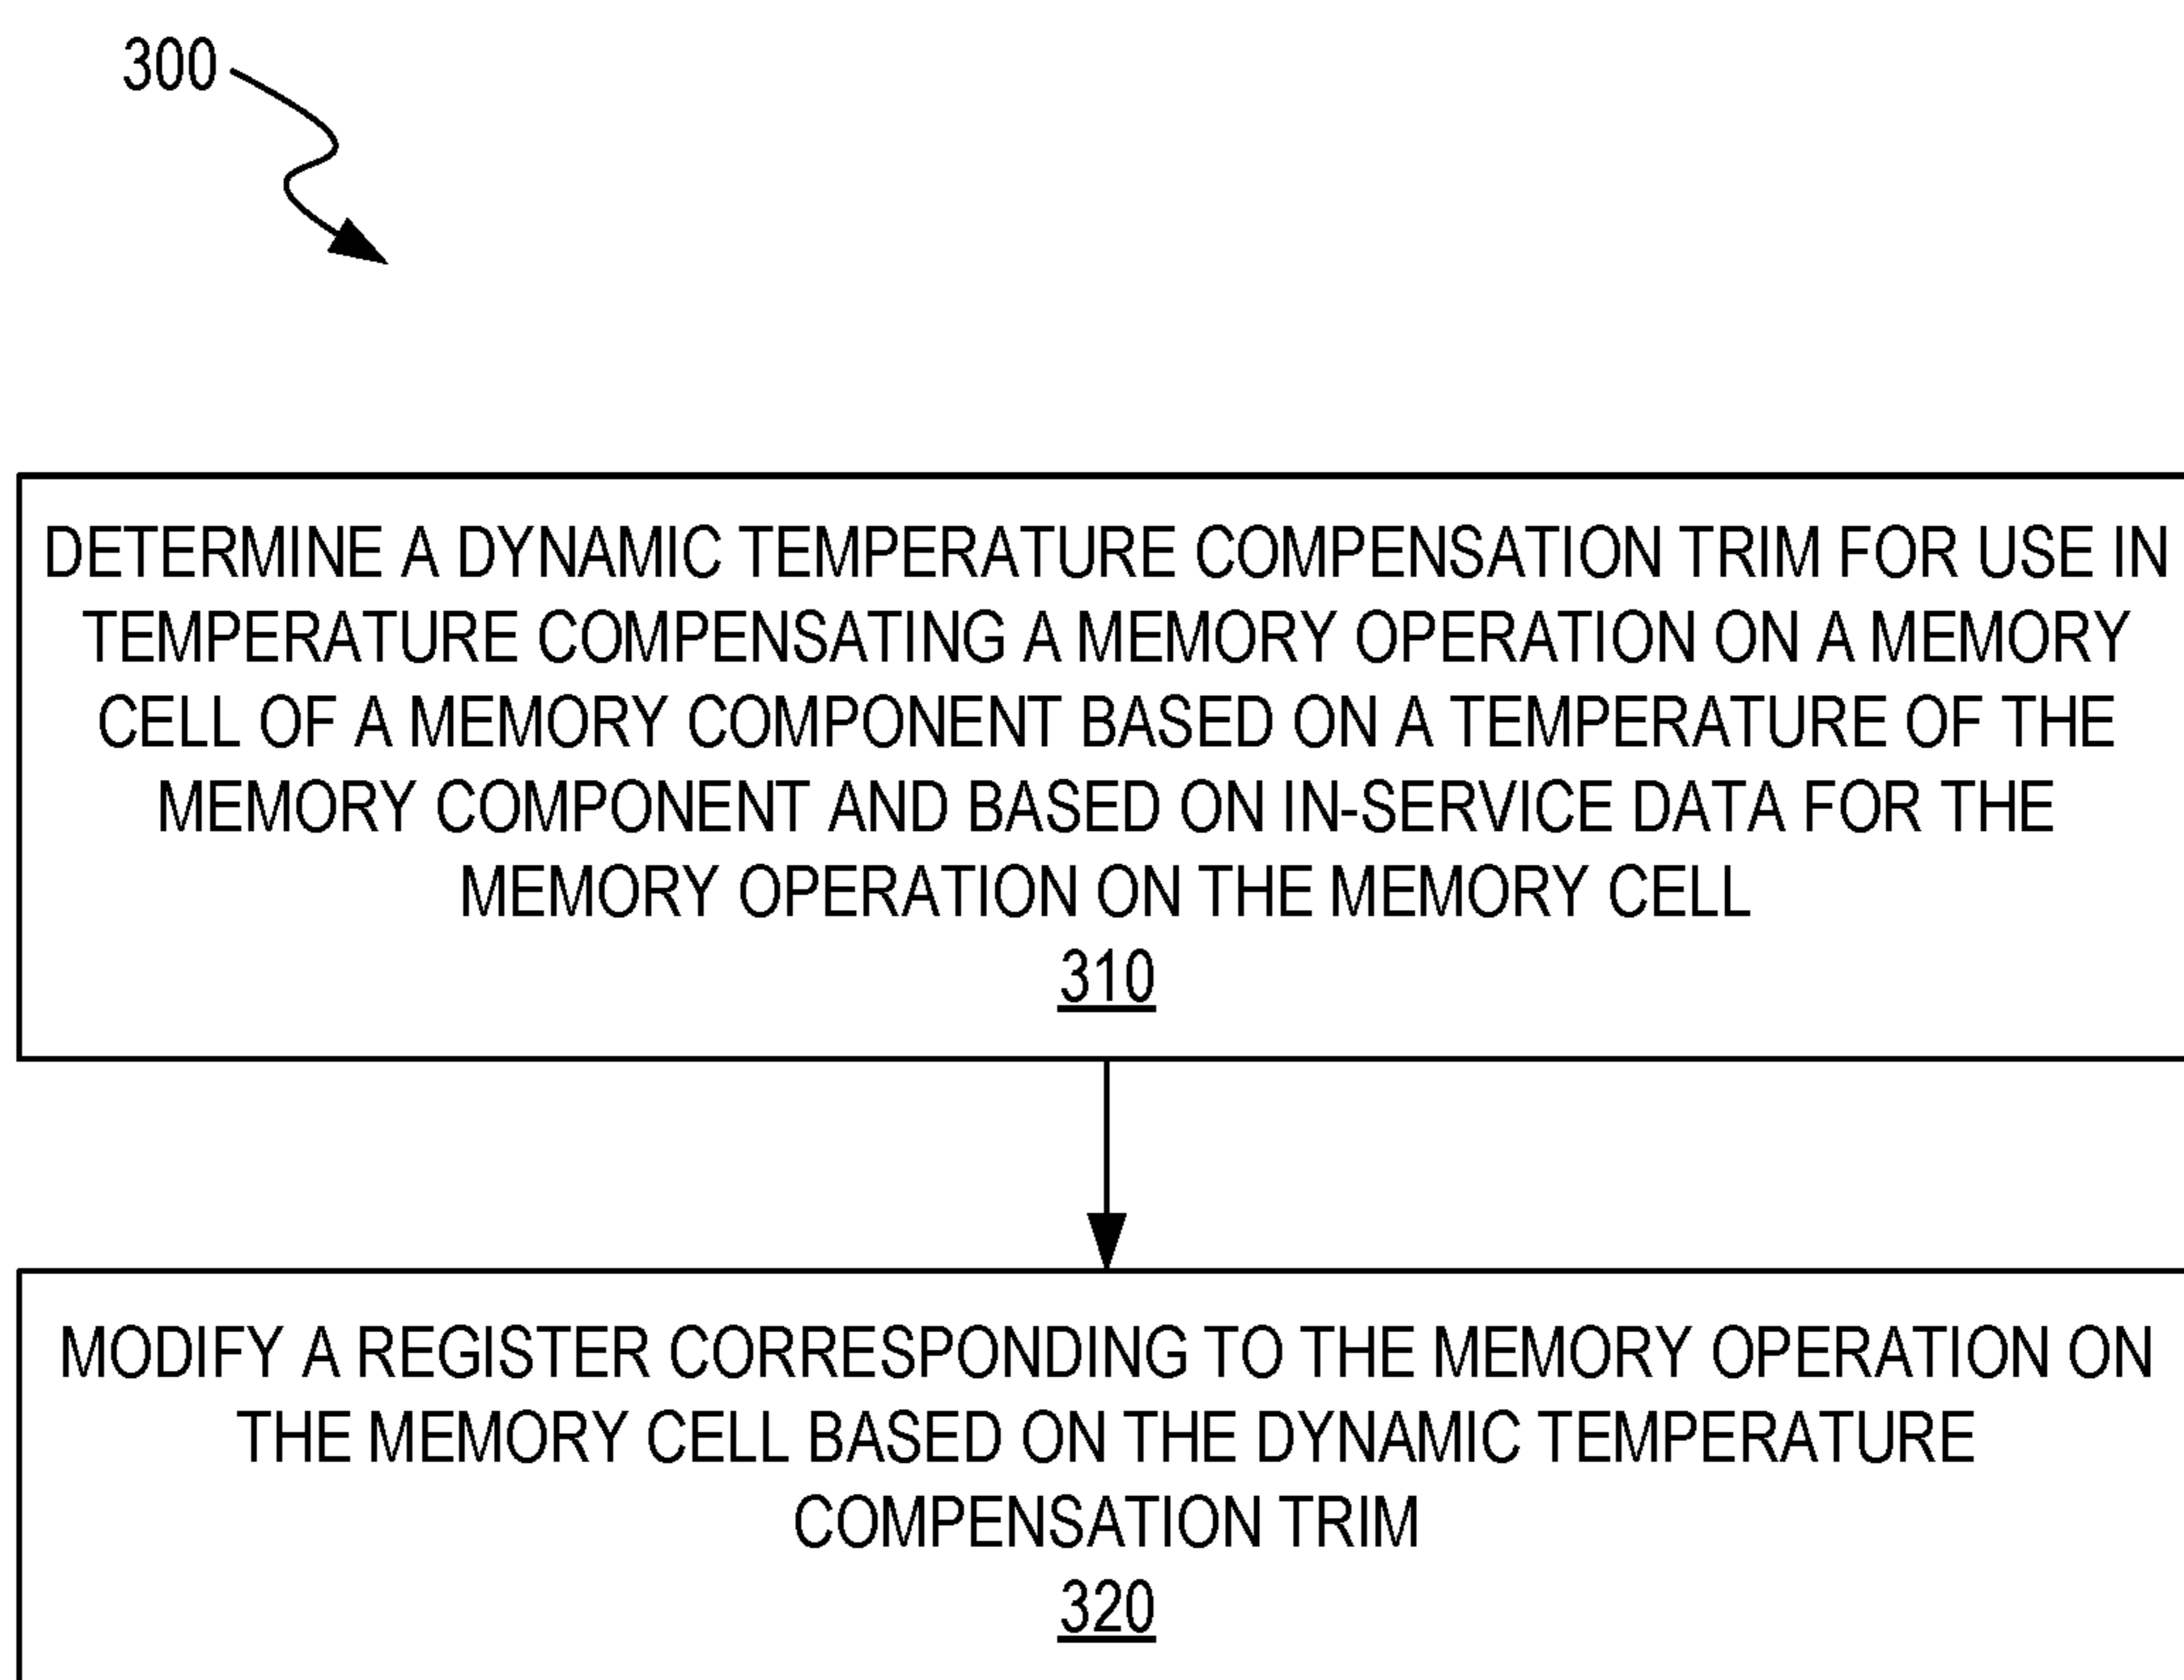 300
DETERMINE A DYNAMIC TEMPERATURE COMPENSATION TRIM FOR USE IN
TEMPERATURE COMPENSATING A MEMORY OPERATION ON A MEMORY
CELL OF A MEMORY COMPONENT BASED ON A TEMPERATURE OF THE
MEMORY COMPONENT AND BASED ON IN-SERVICE DATA FOR THE
MEMORY OPERATION ON THE MEMORY CELL
310
MODIFY A REGISTER CORRESPONDING TO THE MEMORY OPERATION ON
THE MEMORY CELL BASED ON THE DYNAMIC TEMPERATURE
COMPENSATION TRIM
320